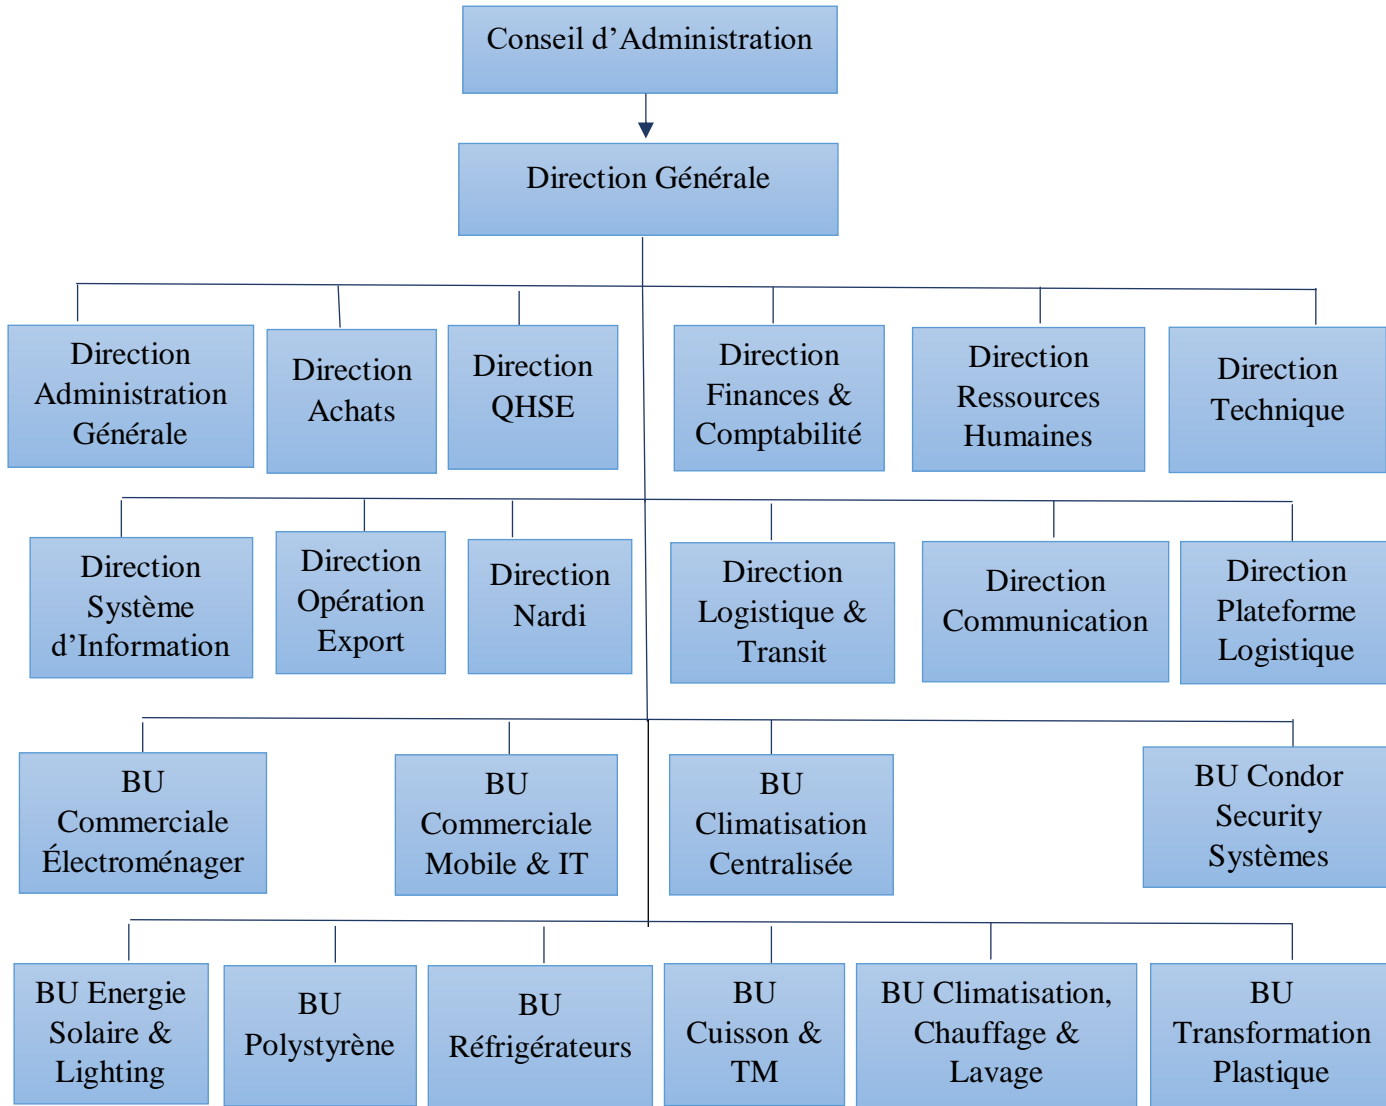 Conseil d’Administration
Direction Générale
Direction
Administration
Générale
Direction
Achats
Direction
QHSE
Direction
Finances &
Comptabilité
Direction
Ressources
Humaines
Direction
Technique
Direction
Système
d’Information
Direction
Opération
Export
Direction
Nardi
Direction
Logistique &
Transit
Direction
Communication
Direction
Plateforme
Logistique
BU
Commerciale
Électroménager
BU
Commerciale
Mobile & IT
BU
Climatisation
Centralisée
BU Condor
Security
Systèmes
BU Energie
Solaire &
Lighting
BU
Polystyrène
BU
Réfrigérateurs
BU
Cuisson &
TM
BU Climatisation,
Chauffage &
Lavage
BU
Transformation
Plastique